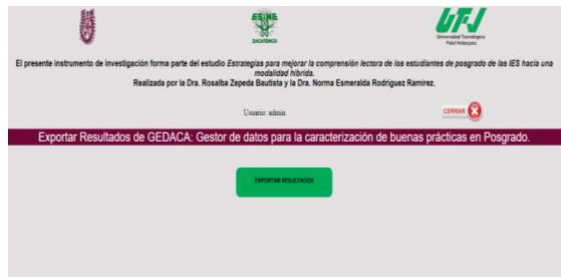 ESIME
ZACATENCO
UTFV
Universidad Tecnológica
Fidel Velázquez
El presente instrumento de investigación forma parte del estudio Estrategias para mejorar la comprensión lectora de los estudiantes de posgrado de las IES hacia una
modalidad híbrida.
Realizada por la Dra. Rosalba Zepeda Bautista y la Dra. Norma Esmeralda Rodríguez Ramírez.
Usuario: admin
CERRAR
Exportar Resultados de GEDACA: Gestor de datos para la caracterización de buenas prácticas en Posgrado.
EXPORTAR RESULTADOS